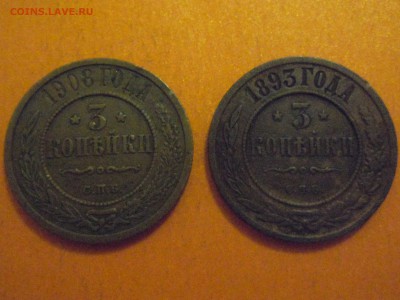 COINS.LAVE.RU
1908 ГОДА
* 3 *
КОПѢЙКИ
С.П.Б.
1893 ГОДА
* 3 *
КОПѢЙКИ
С.П.Б.